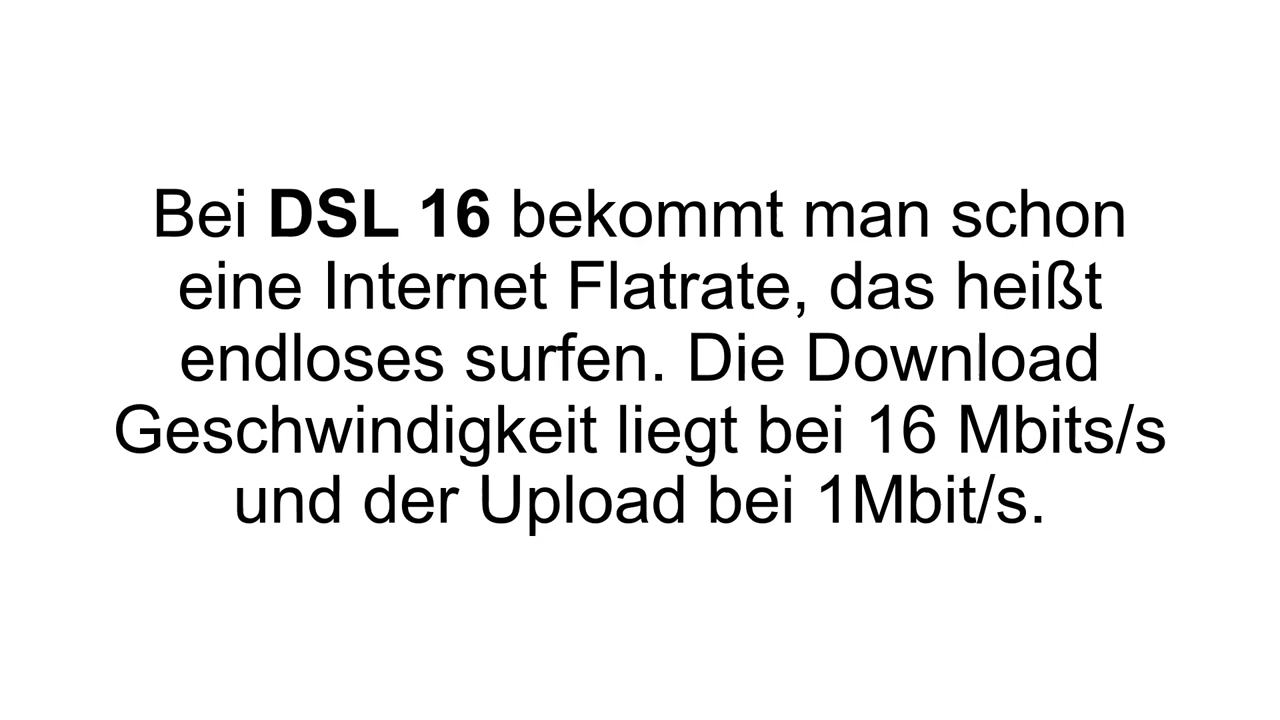 Bei DSL 16 bekommt man schon
eine Internet Flatrate, das heißt
endloses surfen. Die Download
Geschwindigkeit liegt bei 16 Mbits/s
und der Upload bei 1Mbit/s.